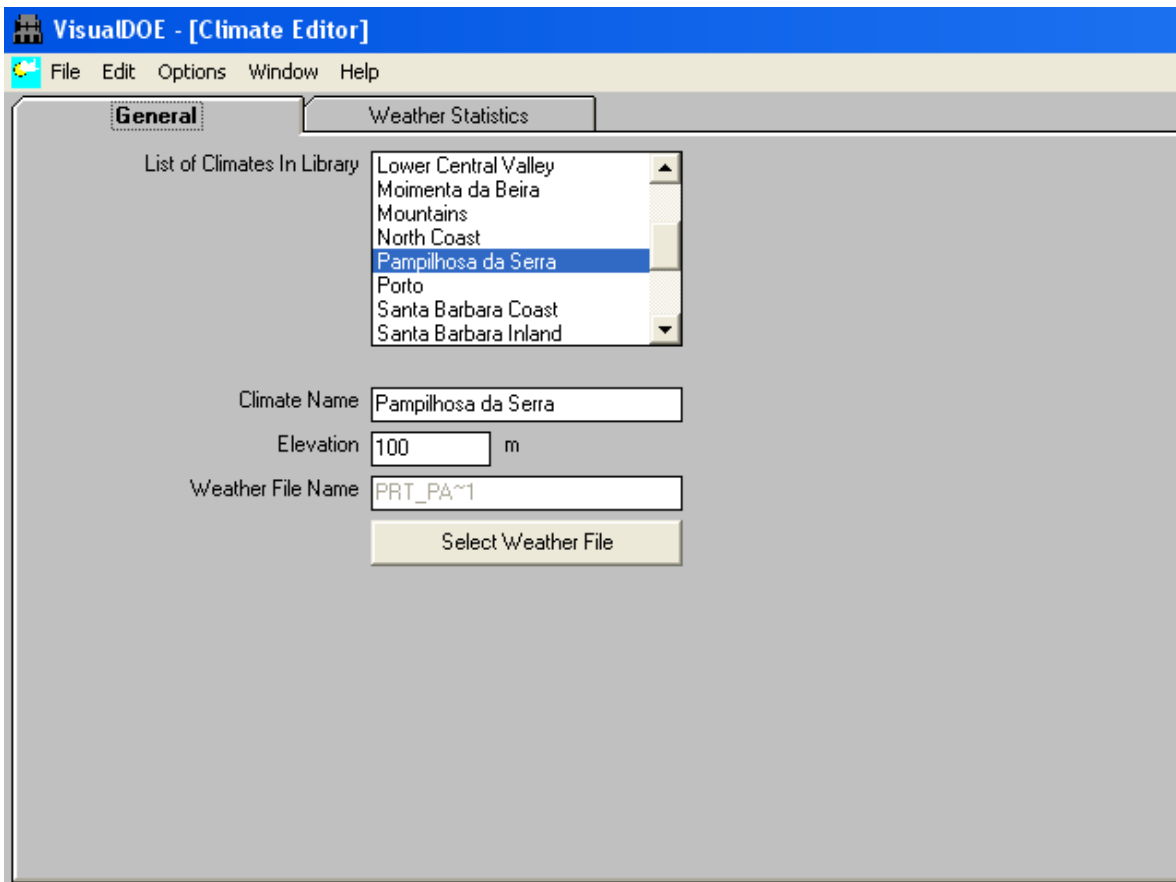 VisualDOE - [Climate Editor]
File Edit Options Window Help
General Weather Statistics
List of Climates In Library
Lower Central Valley
Moimenta da Beira
Mountains
North Coast
Pampilhosa da Serra
Porto
Santa Barbara Coast
Santa Barbara Inland
Climate Name Pampilhosa da Serra
Elevation 100 m
Weather File Name PRT_PA~1
Select Weather File